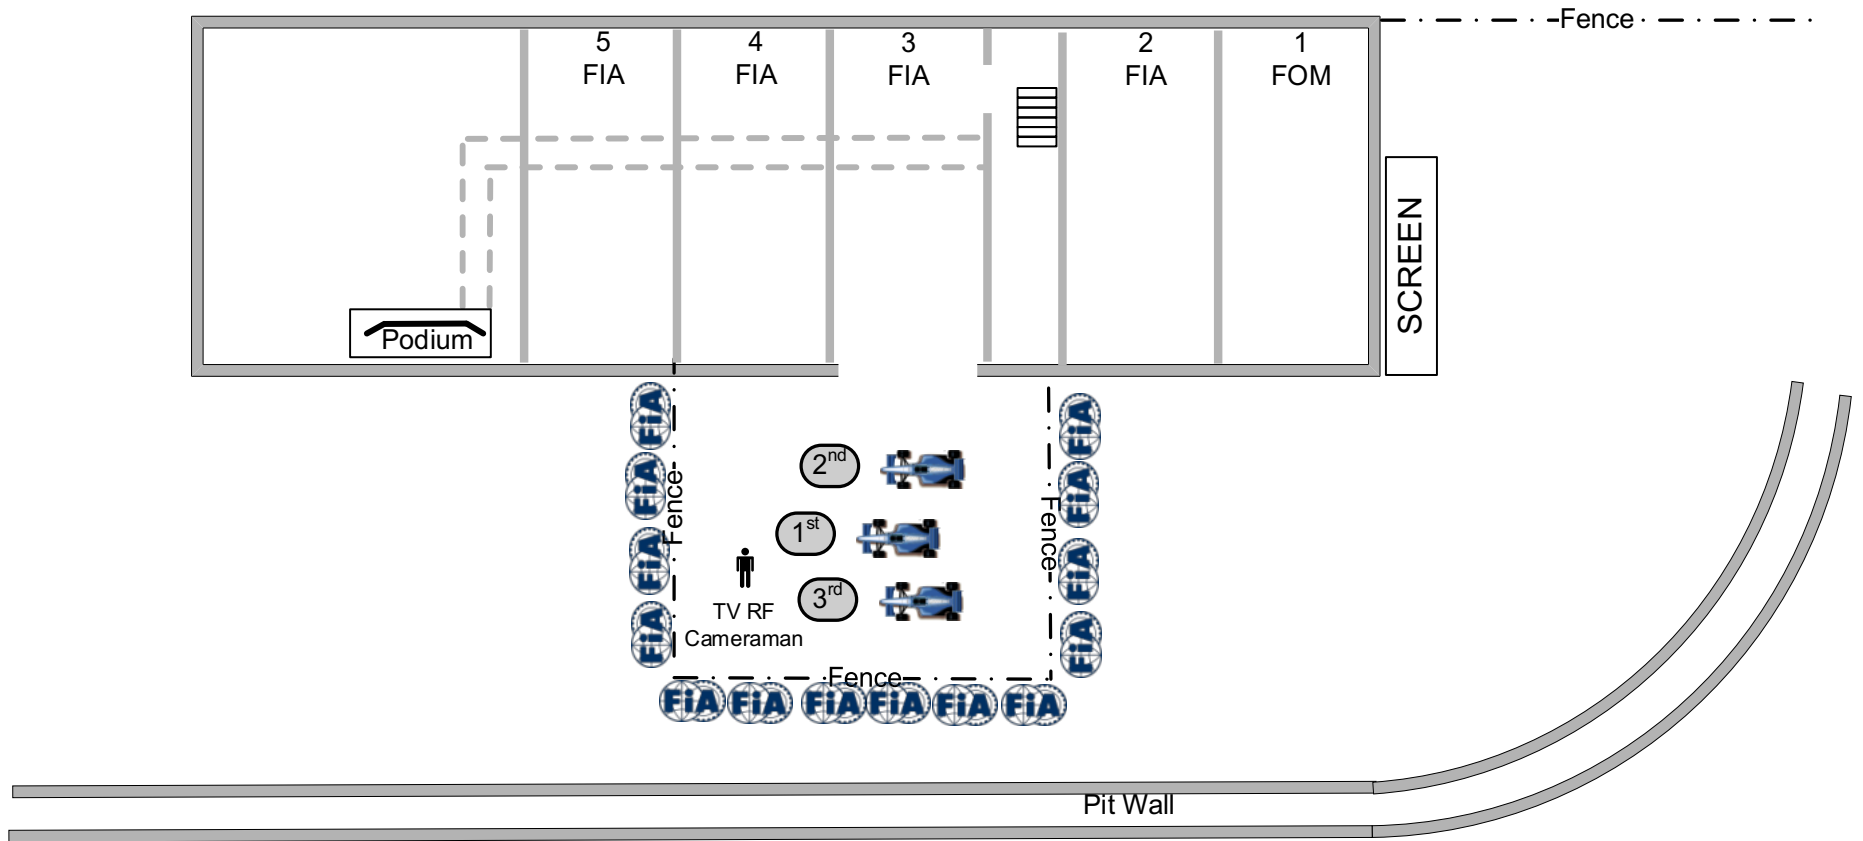 Fence
5
FIA
4
FIA
3
FIA
2
FIA
1
FOM
SCREEN
Podium
FiA
FiA
FiA
FiA
Fence
2nd
1st
3rd
TV RF
Cameraman
Fence
FiA
FiA
FiA
FiA
Fence
FiA FiA FiA FiA FiA FiA
Pit Wall